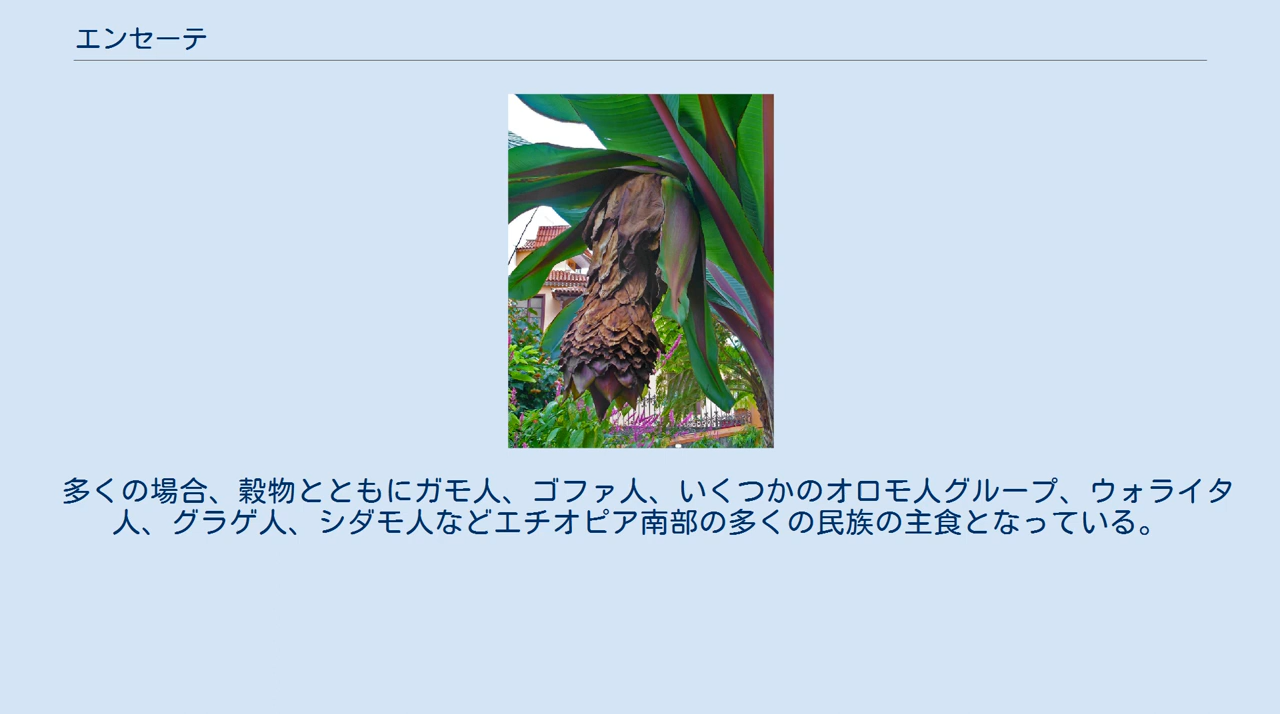 エンセーテ
多くの場合、穀物とともにガモ人、ゴファ人、いくつかのオロモ人グループ、ウォライタ
人、グラゲ人、シダモ人などエチオピア南部の多くの民族の主食となっている。